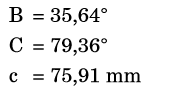 B = 35,64°
C = 79,36°
c = 75,91 mm